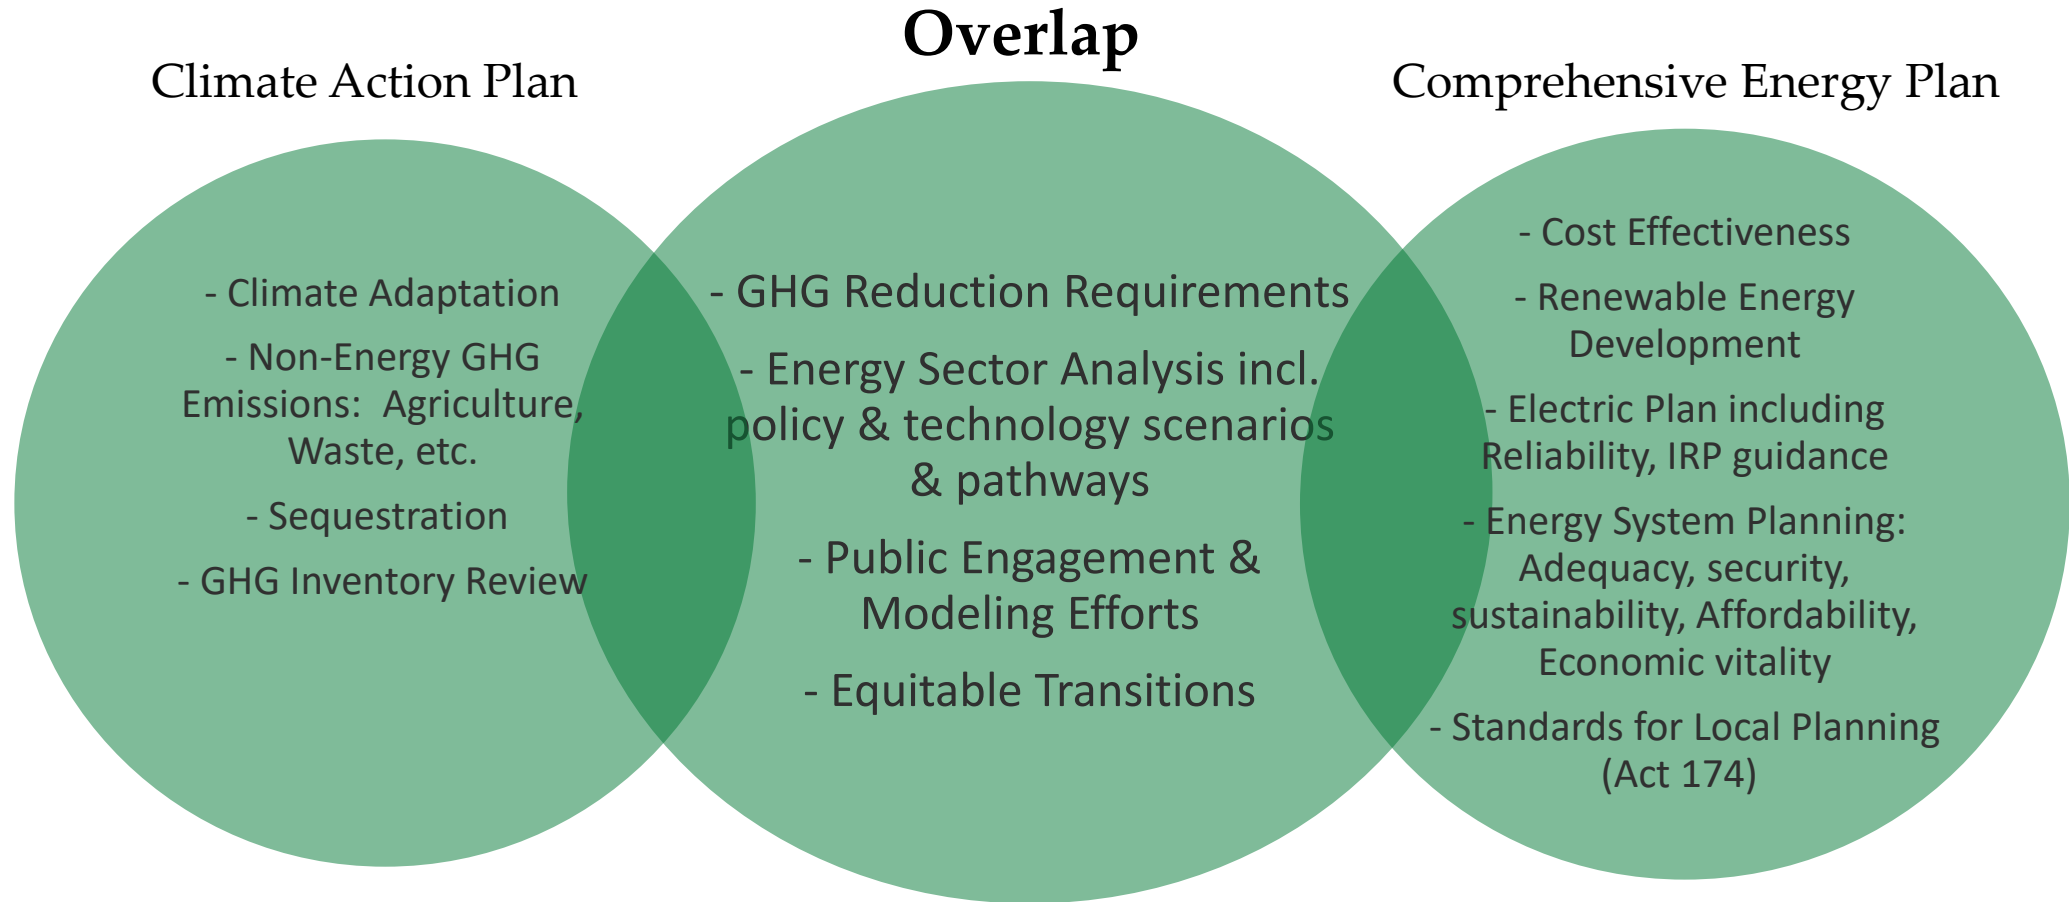 Overlap
Climate Action Plan
Comprehensive Energy Plan
- Climate Adaptation
- Non-Energy GHG
Emissions:  Agriculture,
Waste, etc.
- Sequestration
- GHG Inventory Review
- GHG Reduction Requirements
- Energy Sector Analysis incl.
policy & technology scenarios
& pathways
- Public Engagement &
Modeling Efforts
- Equitable Transitions
- Cost Effectiveness
- Renewable Energy
Development
- Electric Plan including
Reliability, IRP guidance
- Energy System Planning:
Adequacy, security,
sustainability, Affordability,
Economic vitality
- Standards for Local Planning
(Act 174)